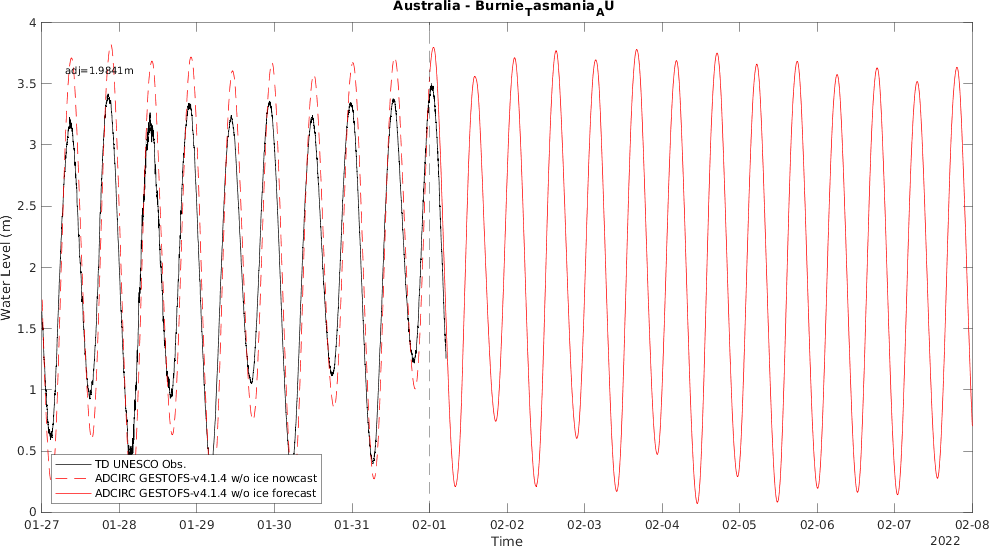 Australia - BurnieTasmaniaAU
adj=1.9841m
Water Level (m)
4
3.5
3
2.5
2
1.5
1
0.5
0
TD UNESCO Obs.
ADCIRC GESTOFS-v4.1.4 w/o ice nowcast
ADCIRC GESTOFS-v4.1.4 w/o ice forecast
01-27 01-28 01-29 01-30 01-31 02-01 02-02 02-03 02-04 02-05 02-06 02-07 02-08
Time
2022